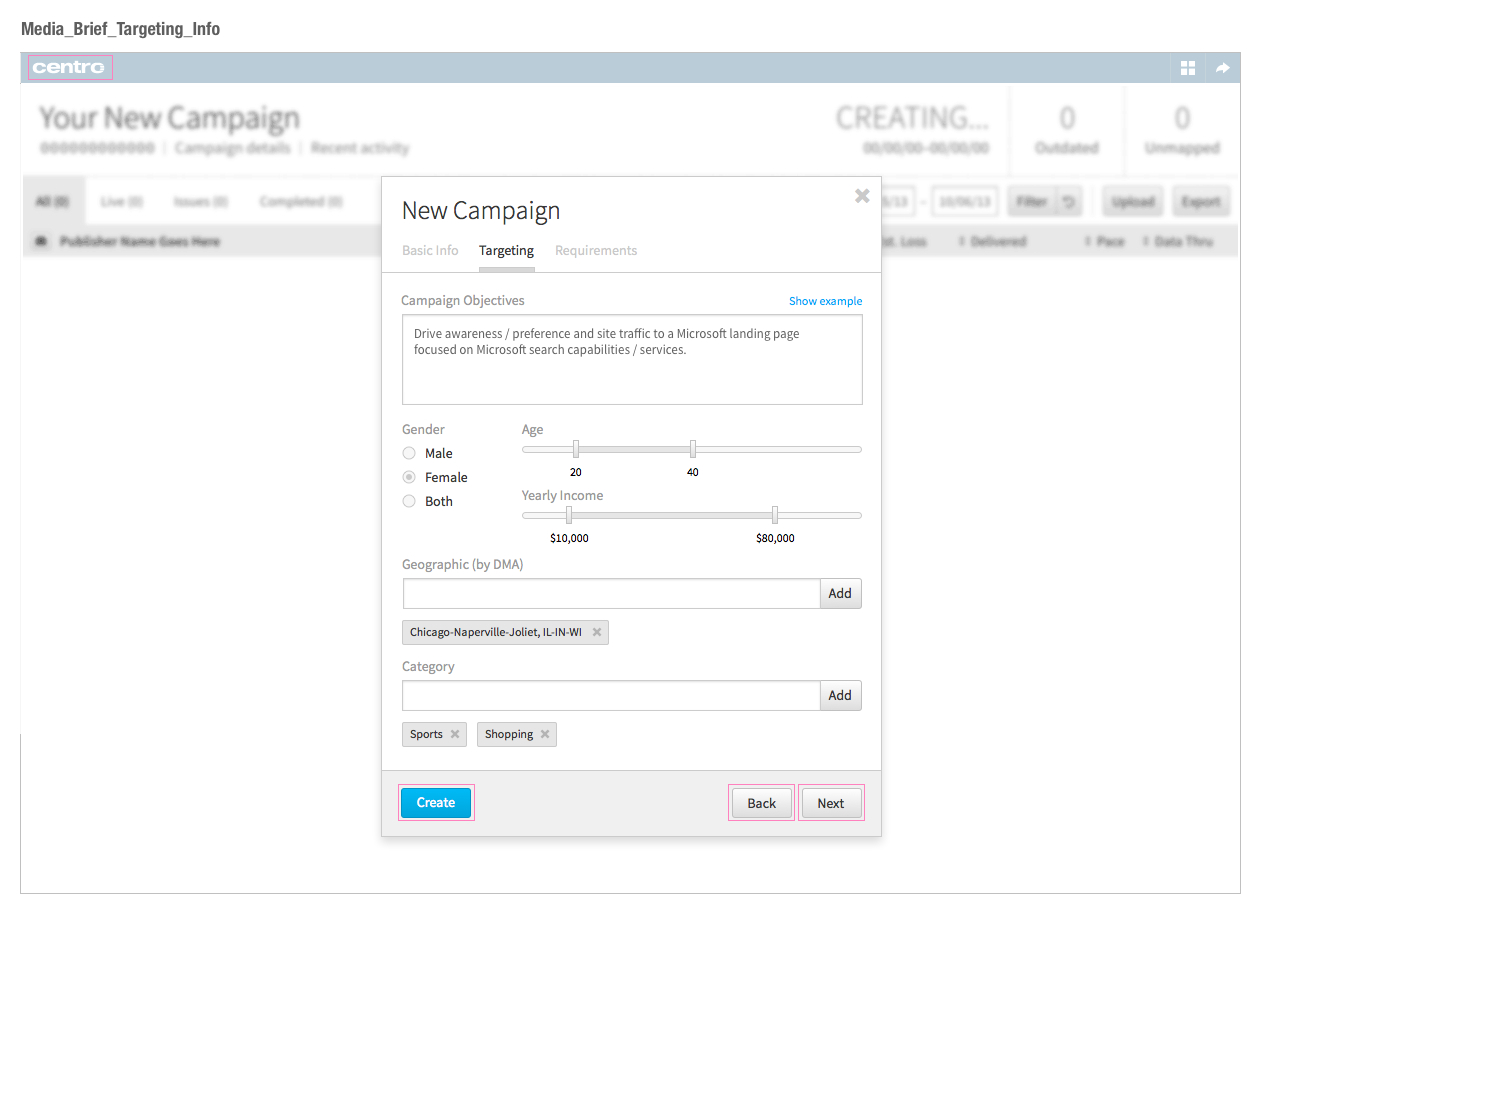 Media_Brief_Targeting_Info
centro
Your New Campaign
CREATING...
0
0
000000000000 | Campaign details | Recent activity
00/00/00–00/00/00
Outdated
Unmapped
All (0)
Live (0)
Issues (0)
Completed (0)
/13 - 10/06/13
Filter
Upload
Export
Publisher Name Goes Here
st. Loss
Delivered
Pace
Data Thru
New Campaign
Basic Info
Targeting
Requirements
Campaign Objectives
Show example
Drive awareness / preference and site traffic to a Microsoft landing page
focused on Microsoft search capabilities / services.
Gender
Age
Male
20
40
Female
Yearly Income
Both
$10,000
$80,000
Geographic (by DMA)
Add
Chicago-Naperville-Joliet, IL-IN-WI
Category
Add
Sports
Shopping
Create
Back
Next